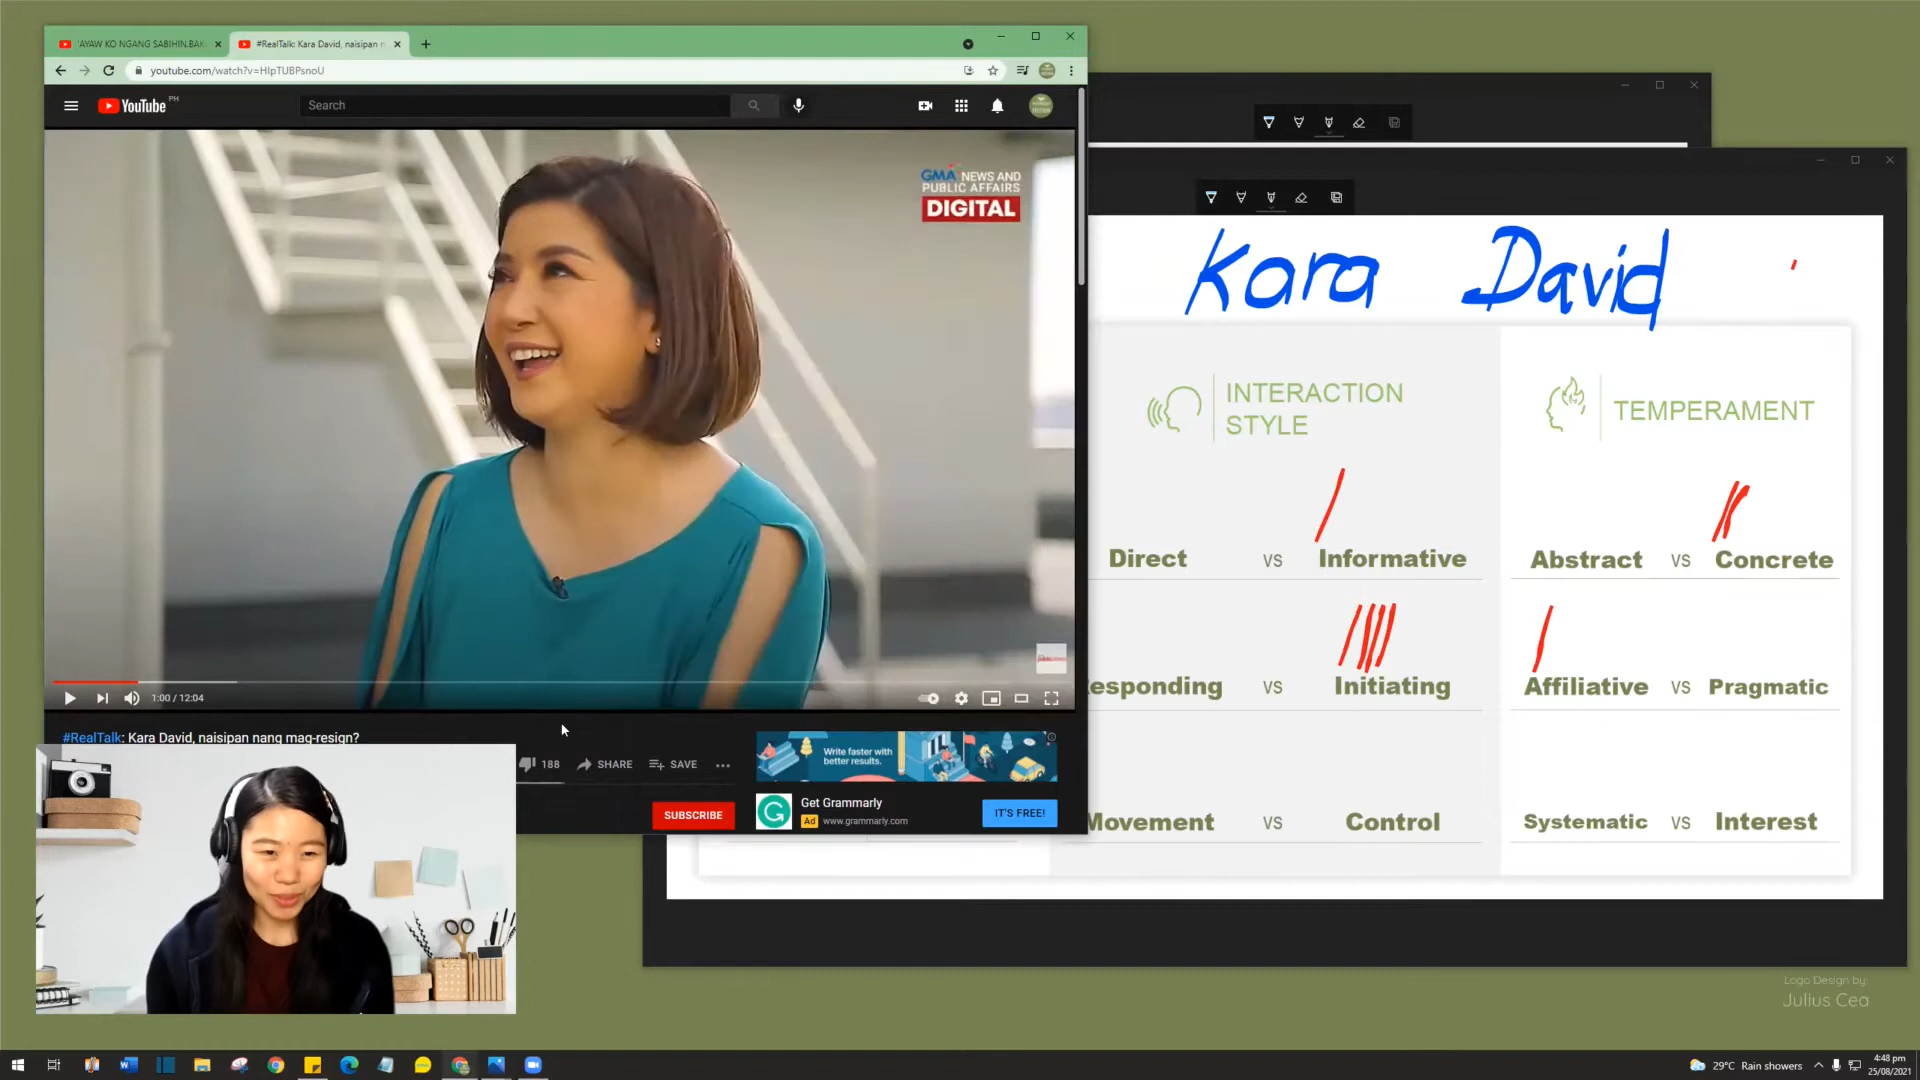 'AYAW KO NGANG SABIHIN.BAK
#RealTalk: Kara David, naisipan n
youtube.com/watch?v=HIpTUBPsnoU
YouTube PH
Search
GMA NEWS AND
PUBLIC AFFAIRS
DIGITAL
1:00 / 12:04
#RealTalk: Kara David, naisipan nang mag-resign?
188 SHARE SAVE
SUBSCRIBE
Write faster with
better results.
Get Grammarly
Ad www.grammarly.com
IT'S FREE!
Kara David
INTERACTION
STYLE
TEMPERAMENT
Direct vs Informative
Abstract vs Concrete
esponding vs Initiating
Affiliative vs Pragmatic
Movement vs Control
Systematic vs Interest
Logo Design by:
Julius Cea
29°C Rain showers
4:48 pm
25/08/2021